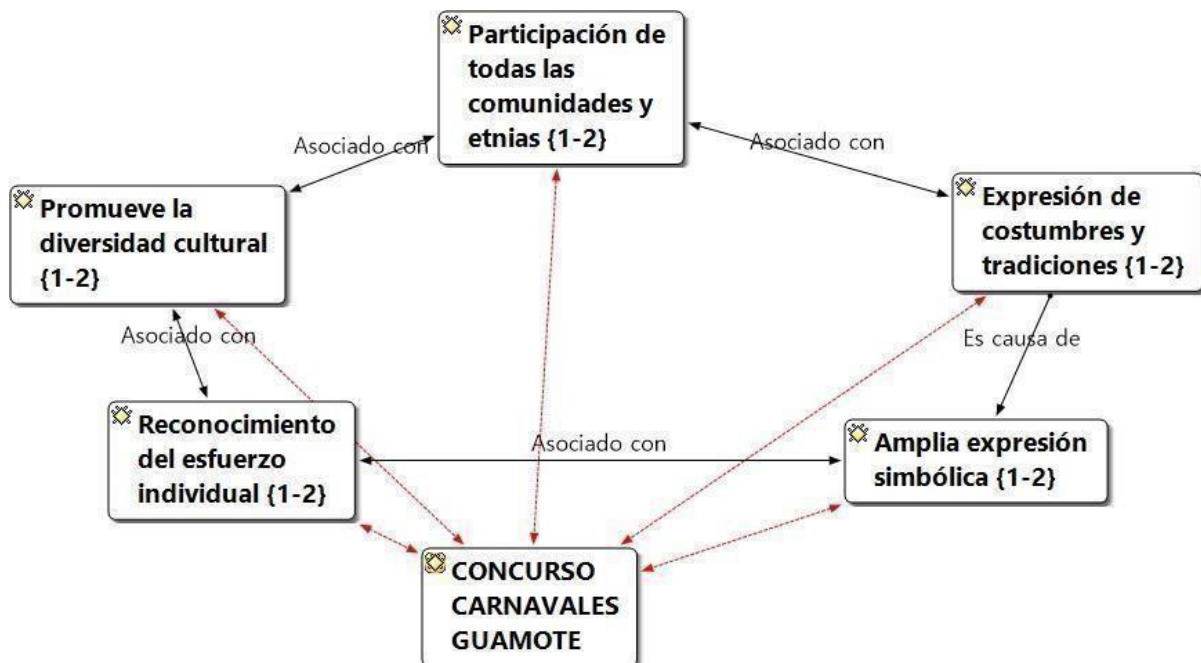 Participación de
todas las
comunidades y
etnias {1-2}
Asociado con
Asociado con
Promueve la
diversidad cultural
{1-2}
Expresión de
costumbres y
tradiciones {1-2}
Asociado con
Es causa de
Reconocimiento
del esfuerzo
individual {1-2}
Asociado con
Amplia expresión
simbólica {1-2}
CONCURSO
CARNAVALES
GUAMOTE